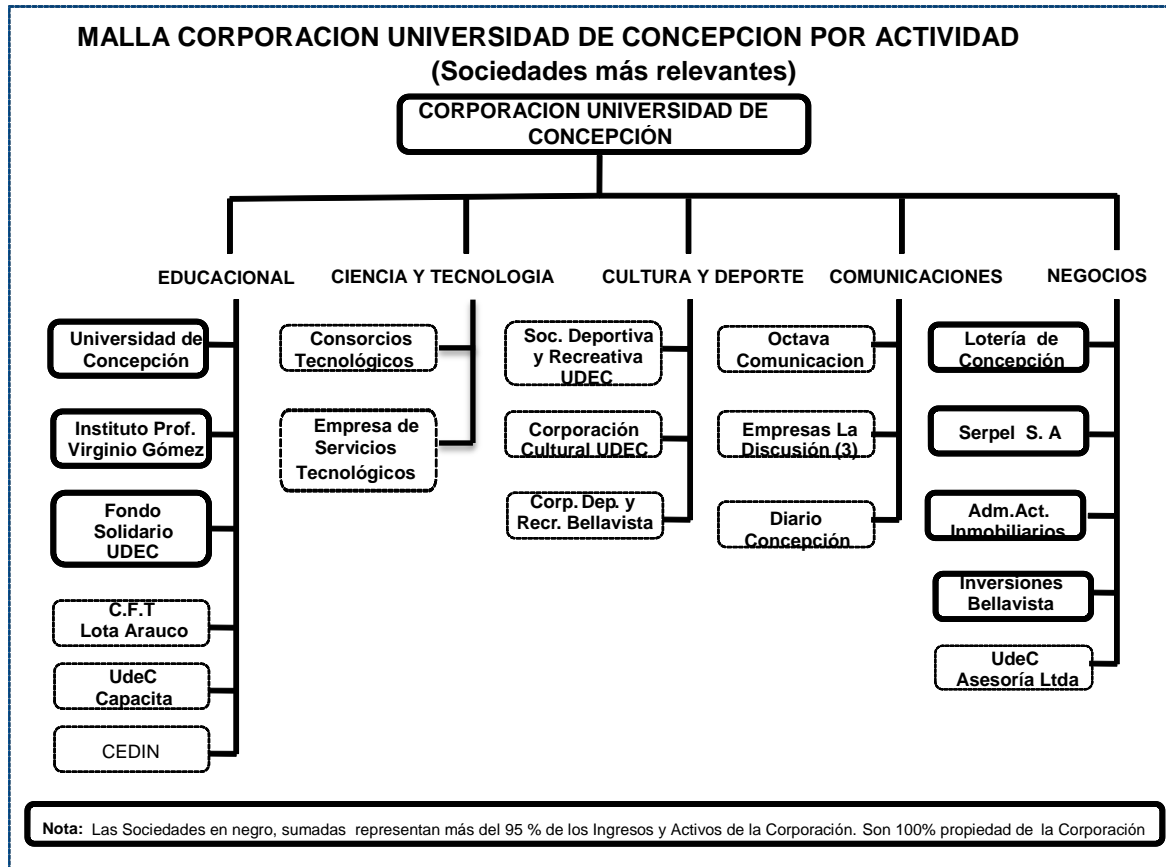 MALLA CORPORACION UNIVERSIDAD DE CONCEPCION POR ACTIVIDAD
(Sociedades más relevantes)
CORPORACION UNIVERSIDAD DE
CONCEPCIÓN
EDUCACIONAL
Universidad de
Concepción
Instituto Prof.
Virginio Gómez
Fondo
Solidario
UDEC
C.F.T
Lota Arauco
UdeC
Capacita
CEDIN
CIENCIA Y TECNOLOGIA
Consorcios
Tecnológicos
Empresa de
Servicios
Tecnológicos
CULTURA Y DEPORTE
Soc. Deportiva
y Recreativa
UDEC
Corporación
Cultural UDEC
Corp. Dep. y
Recr. Bellavista
COMUNICACIONES
Octava
Comunicacion
Empresas La
Discusión (3)
Diario
Concepción
NEGOCIOS
Lotería de
Concepción
Serpel S. A
Adm.Act.
Inmobiliarios
Inversiones
Bellavista
UdeC
Asesoría Ltda
Nota: Las Sociedades en negro, sumadas representan más del 95 % de los Ingresos y Activos de la Corporación. Son 100% propiedad de la Corporación